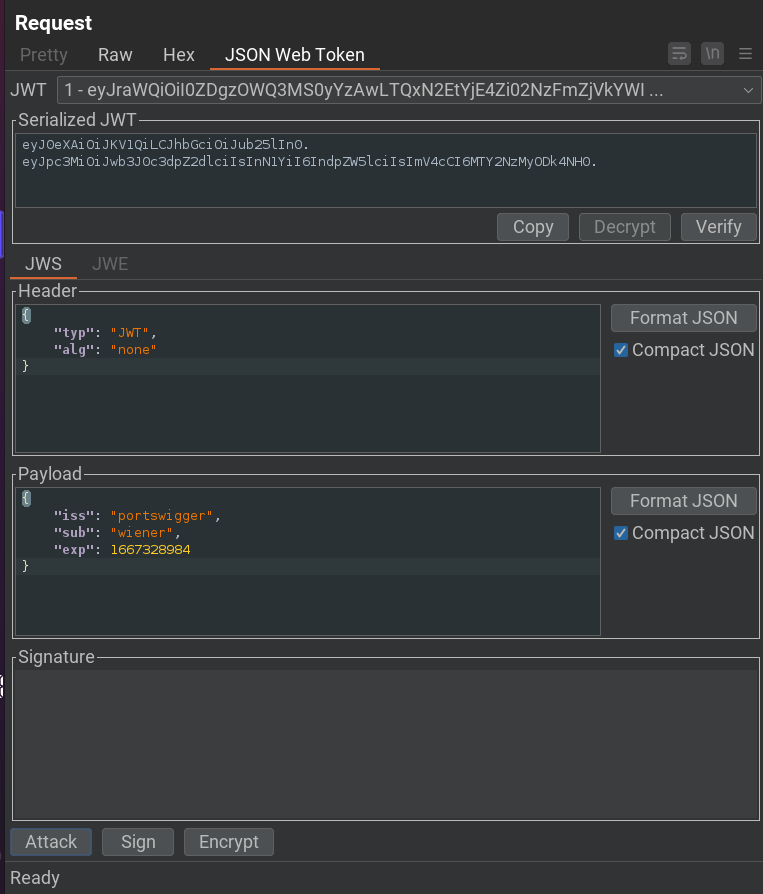 Request
Pretty Raw Hex JSON Web Token \n
JWT 1 - eyJraWQiOiI0ZDgzOWQ3MS0yYzAwLTQxN2EtYjE4Zi02NzFmZjVkYWI ...
Serialized JWT
eyJ0eXAiOiJKV1QiLCJhbGciOiJub25lIn0.
eyJpc3MiOiJwb3J0c3dpZ2dlciIsInN1YiI6IndpZW5lciIsImV4cCI6MTY2NzMyODk4NH0.
Copy Decrypt Verify
JWS JWE
Header
{
"typ": "JWT",
"alg": "none"
}
Format JSON
Compact JSON
Payload
{
"iss": "portswigger",
"sub": "wiener",
"exp": 1667328984
}
Format JSON
Compact JSON
Signature
Attack Sign Encrypt
Ready